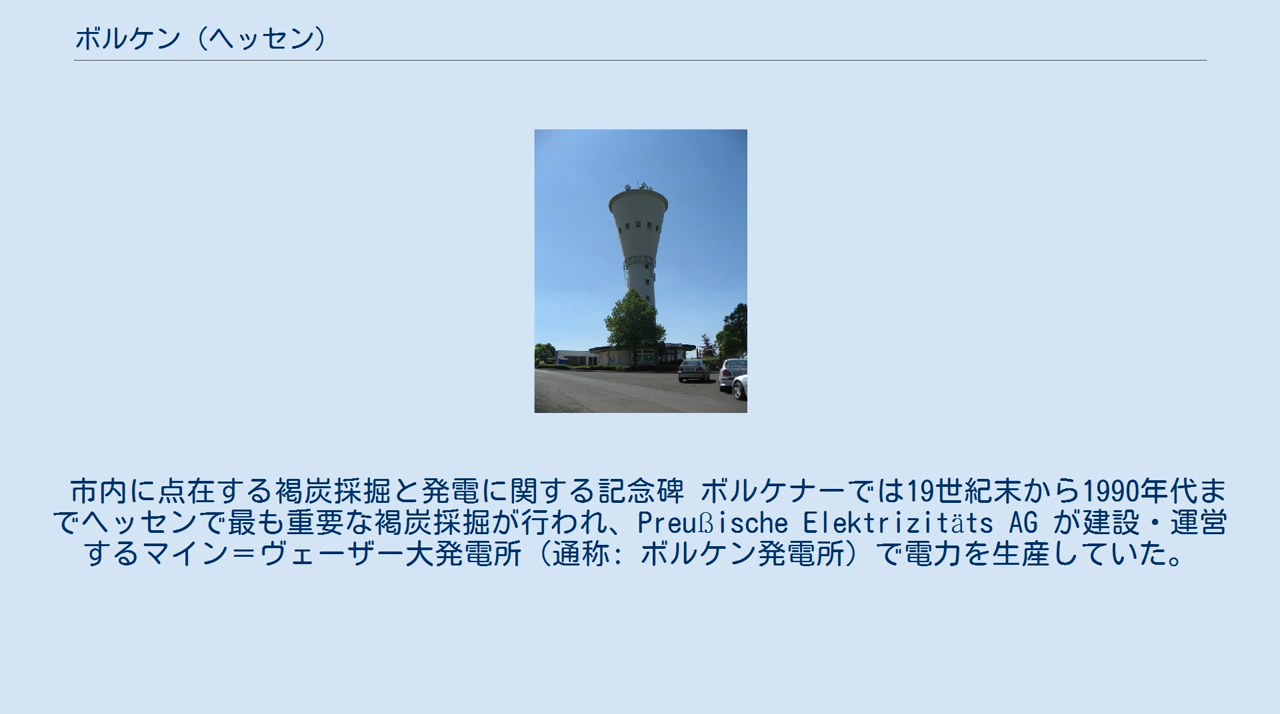 ボルケン（ヘッセン）
市内に点在する褐炭採掘と発電に関する記念碑 ボルケナーでは19世紀末から1990年代ま
でヘッセンで最も重要な褐炭採掘が行われ、Preußische Elektrizitäts AG が建設・運営
するマイン＝ヴェーザー大発電所（通称: ボルケン発電所）で電力を生産していた。